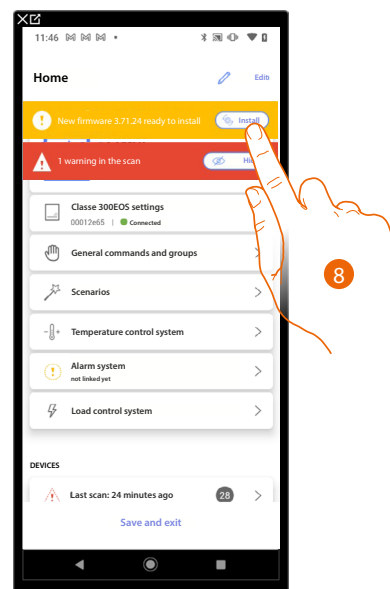 11:46
Home
Edit
New firmware 3.71.24 ready to install
Install
1 warning in the scan
Hi
Classe 300EOS settings
00012e65 | Connected
General commands and groups
Scenarios
Temperature control system
Alarm system
not linked yet
Load control system
DEVICES
Last scan: 24 minutes ago
28
Save and exit
8